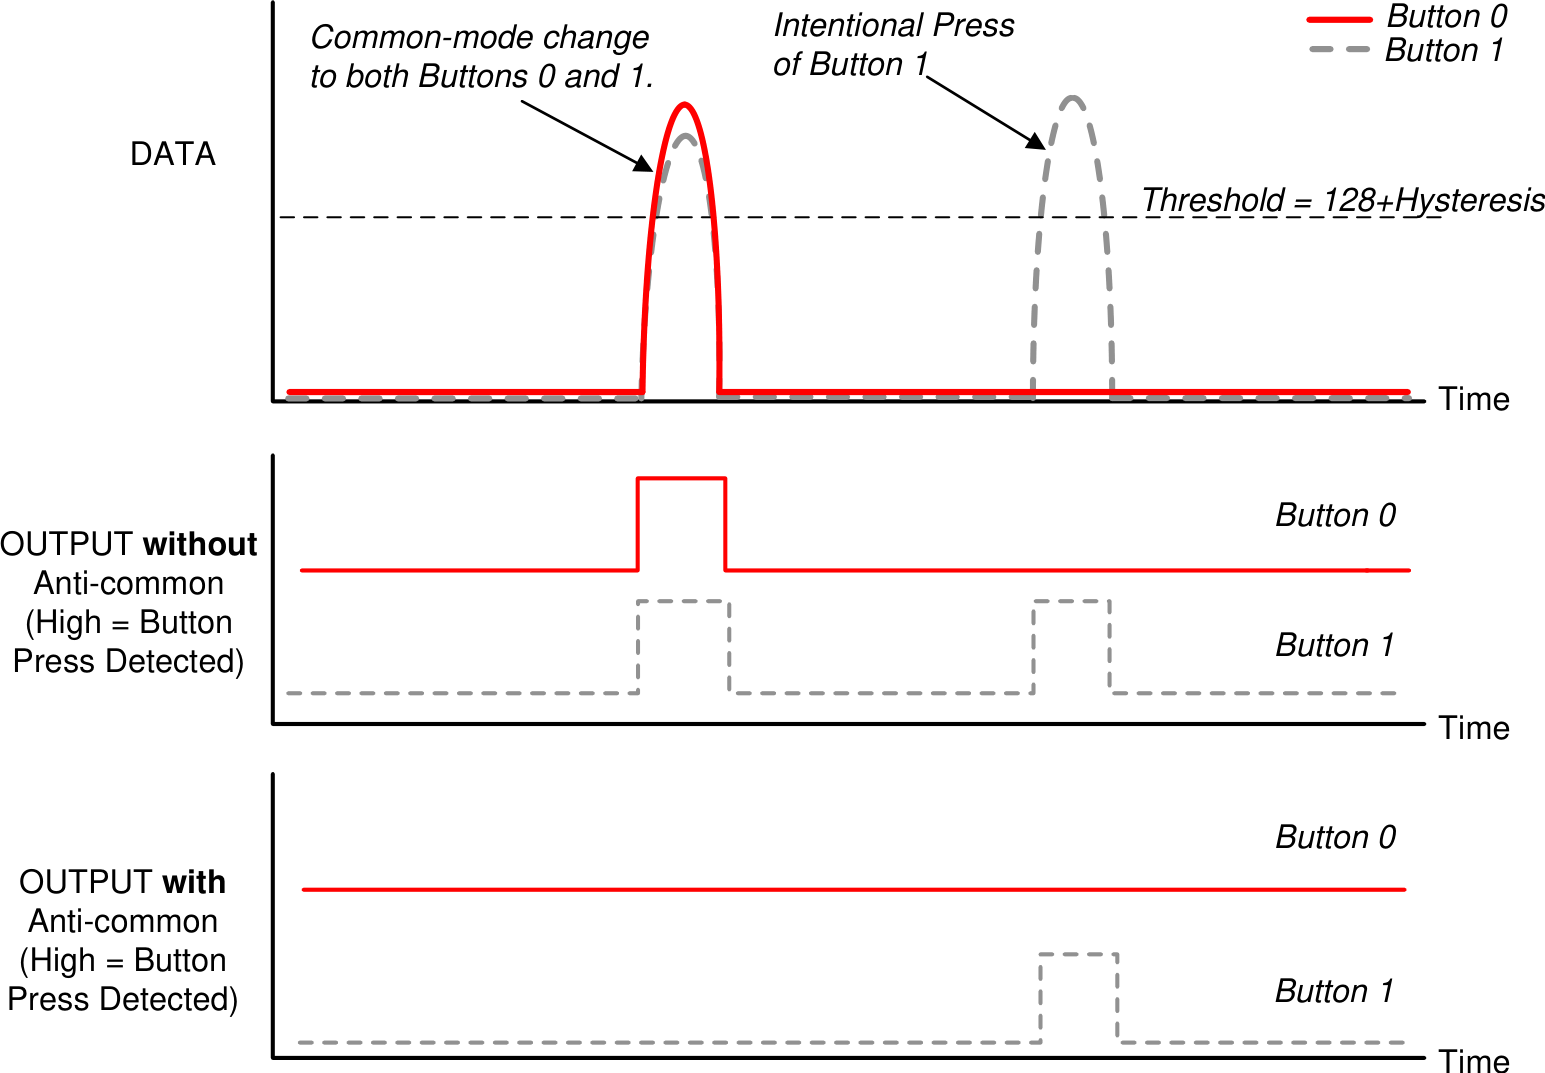 Common-mode change
to both Buttons 0 and 1.
Intentional Press
of Button 1
Button 0
Button 1
DATA
Threshold = 128+Hysteresis
Time
OUTPUT without
Anti-common
(High = Button
Press Detected)
Button 0
Button 1
Time
OUTPUT with
Anti-common
(High = Button
Press Detected)
Button 0
Button 1
Time